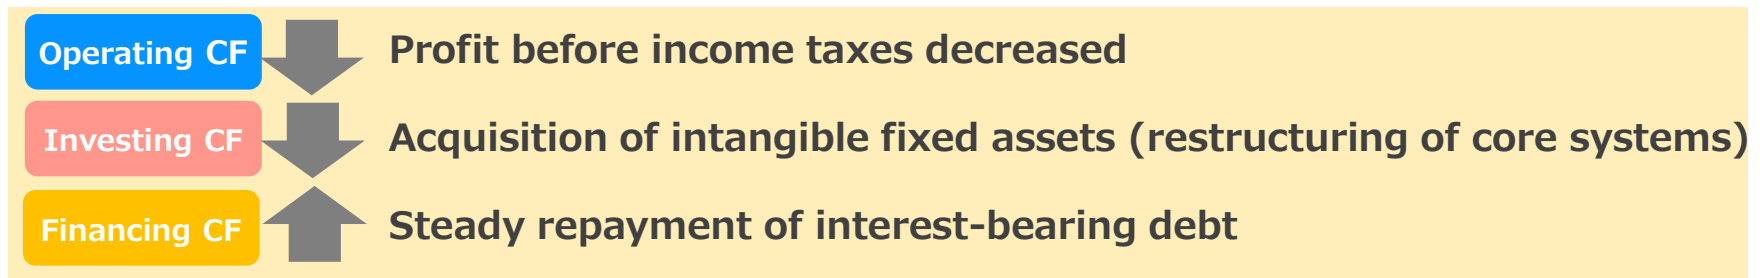 Operating CF Profit before income taxes decreased
Investing CF Acquisition of intangible fixed assets (restructuring of core systems)
Financing CF Steady repayment of interest-bearing debt